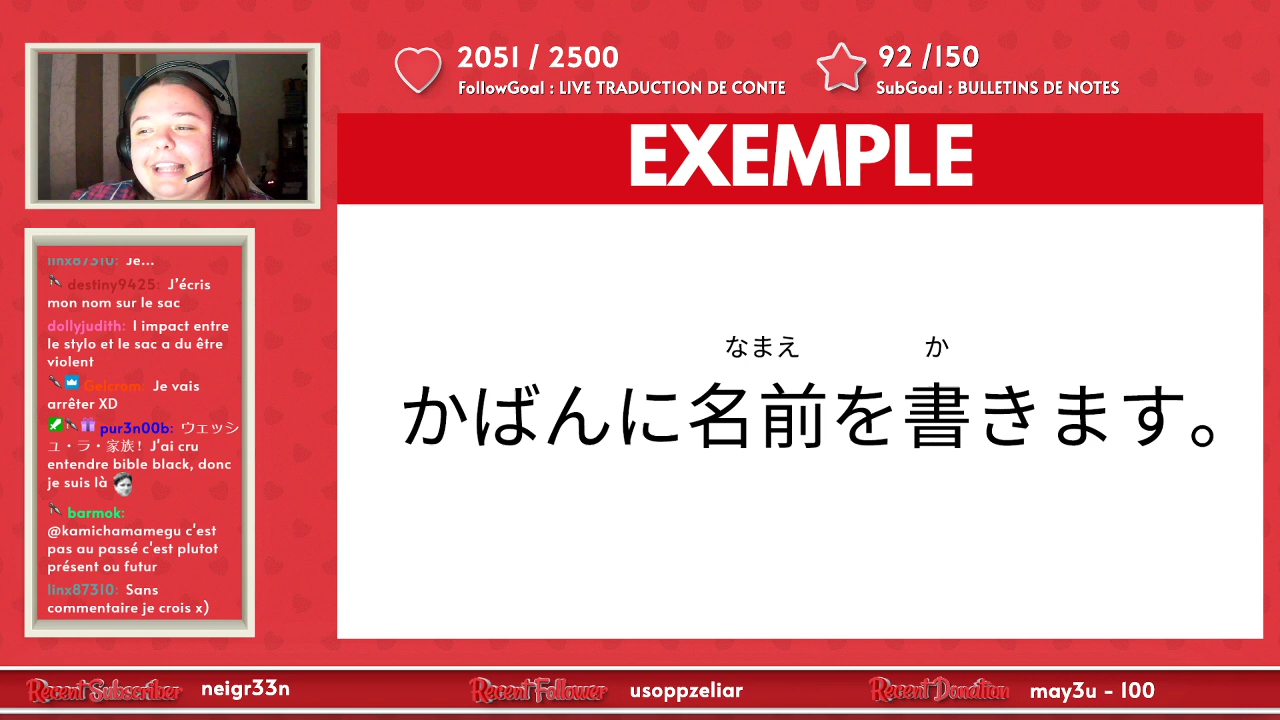 2051 / 2500
FollowGoal : LIVE TRADUCTION DE CONTE
92 /150
SubGoal : BULLETINS DE NOTES
EXEMPLE
なまえ か
かばんに名前を書きます。
linx87310: Je...
destiny9425: J'écris
mon nom sur le sac
dollyjudith: I impact entre
le stylo et le sac a du être
violent
Gelcrom: Je vais
arrêter XD
pur3n00b: ウェッシ
ュ・ラ・家族! J'ai cru
entendre bible black, donc
je suis là
barmok:
@kamichamamegu c'est
pas au passé c'est plutot
présent ou futur
linx87310: Sans
commentaire je crois x)
Recent Subscriber neigr33n
Recent Follower usoppzeliar
Recent Donation may3u - 100